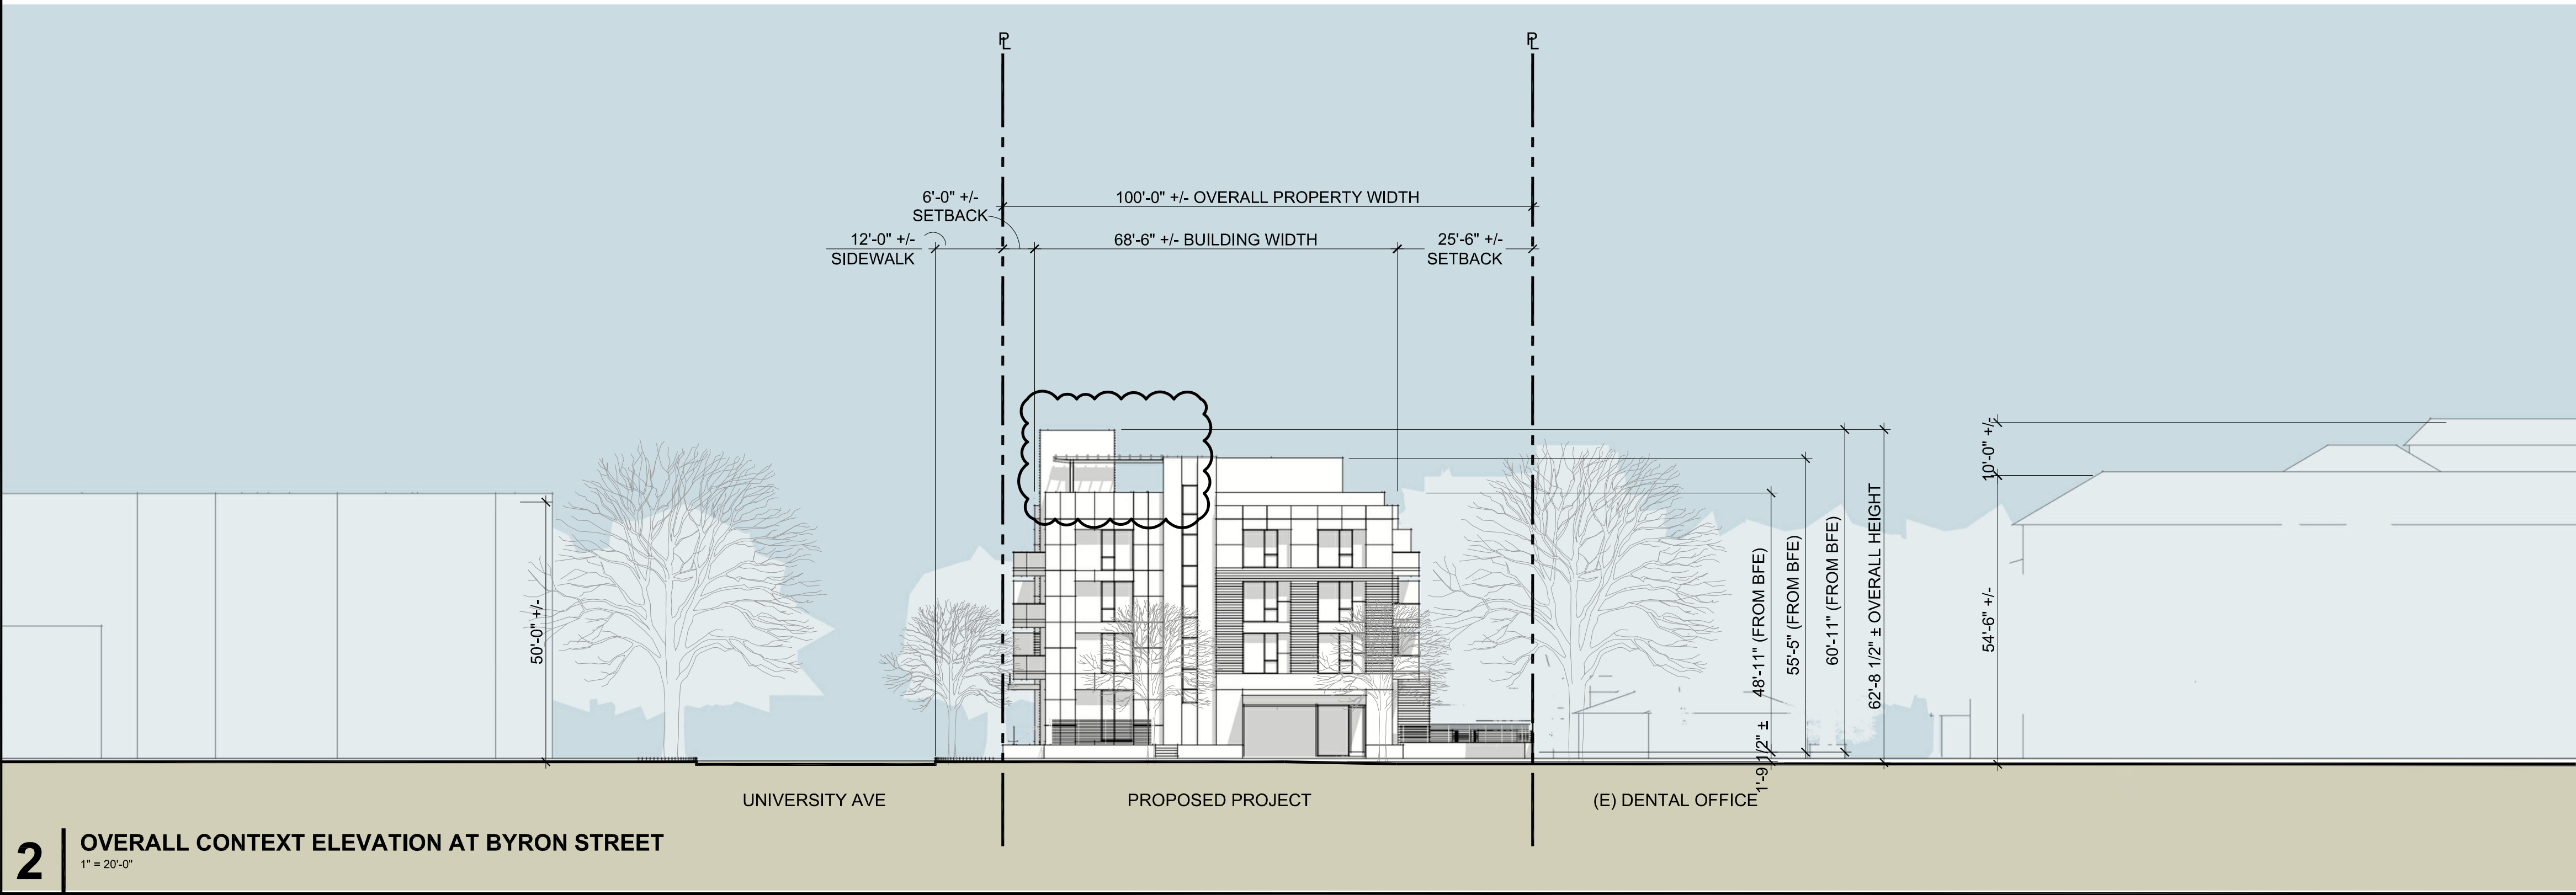 PL
PL
6'-0" +/-
SETBACK
100'-0" +/- OVERALL PROPERTY WIDTH
12'-0" +/-
SIDEWALK
68'-6" +/- BUILDING WIDTH
25'-6" +/-
SETBACK
50'-0" +/-
1'-9 1/2" ±
48'-11" (FROM BFE)
55'-5" (FROM BFE)
60'-11" (FROM BFE)
62'-8 1/2" ± OVERALL HEIGHT
10'-0" +/-
54'-6" +/-
UNIVERSITY AVE
PROPOSED PROJECT
(E) DENTAL OFFICE
2
OVERALL CONTEXT ELEVATION AT BYRON STREET
1" = 20'-0"